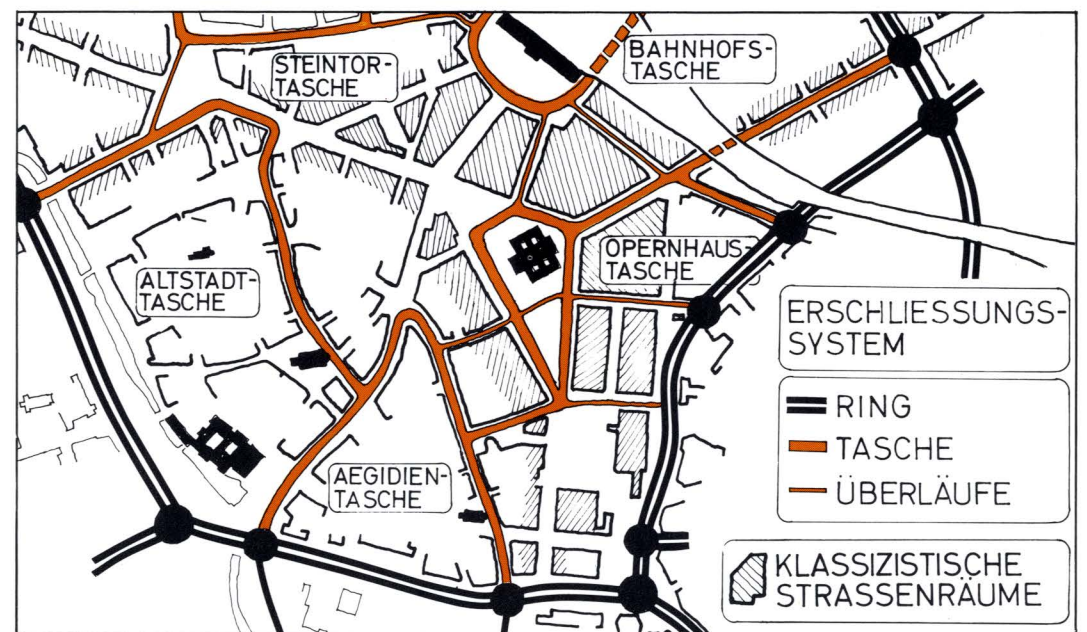 STEINTOR-
TASCHE
BAHNHOFS-
TASCHE
ALTSTADT-
TASCHE
OPERNHAUS-
TASCHE
AEGIDIEN-
TASCHE
ERSCHLIESSUNGS-
SYSTEM
RING
TASCHE
ÜBERLÄUFE
KLASSIZISTISCHE
STRASSENRÄUME